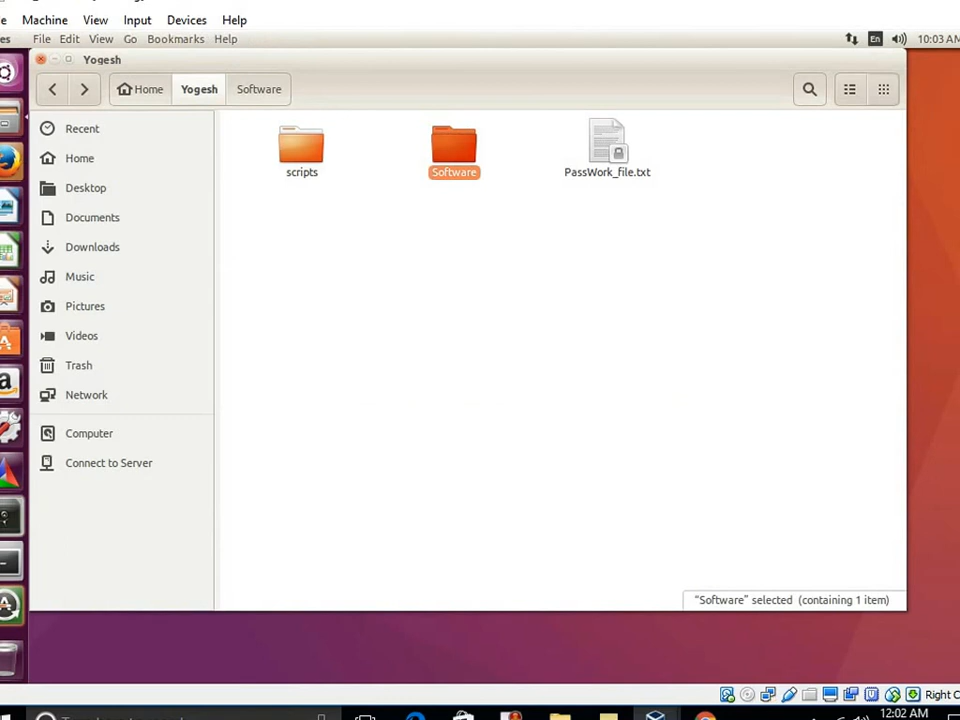 Machine View Input Devices Help
File Edit View Go Bookmarks Help
En 10:03 AM
Yogesh
Home Yogesh Software
Recent
Home
Desktop
Documents
Downloads
Music
Pictures
Videos
Trash
Network
Computer
Connect to Server
scripts Software PassWork_file.txt
"Software" selected (containing 1 item)
Right C
12:02 AM